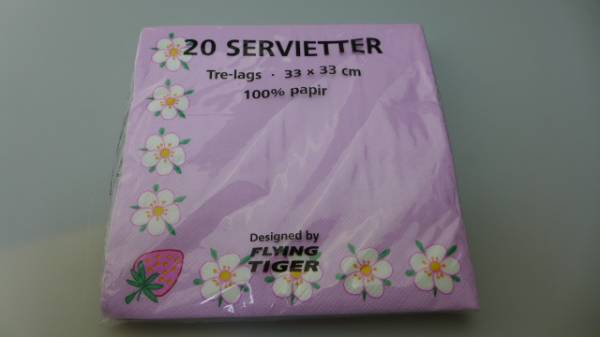 20 SERVIETTER
Tre-lags · 33 x 33 cm
100% papir
Designed by
FLYING
TIGER